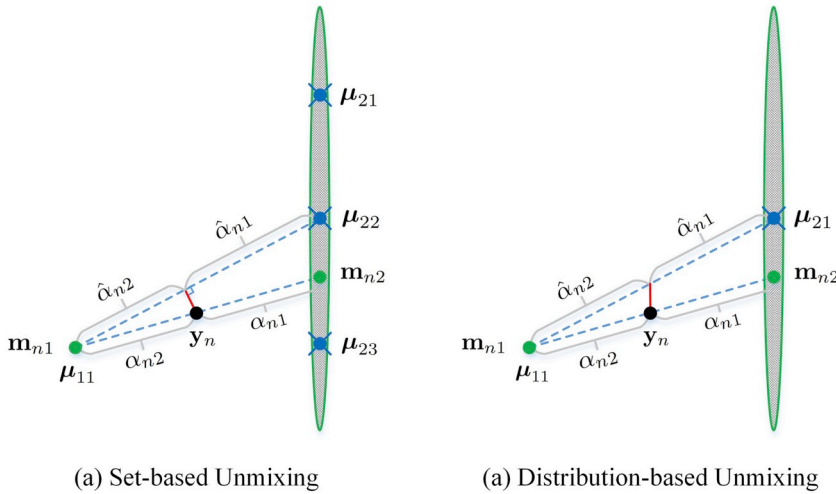 μ₂₁
α̂ₙ₁
μ₂₂
α̂ₙ₂
mₙ₂
αₙ₁
yₙ
mₙ₁
αₙ₂
μ₂₃
μ₁₁
(a) Set-based Unmixing
α̂ₙ₁
μ₂₁
α̂ₙ₂
mₙ₂
αₙ₁
yₙ
mₙ₁
αₙ₂
μ₁₁
(a) Distribution-based Unmixing